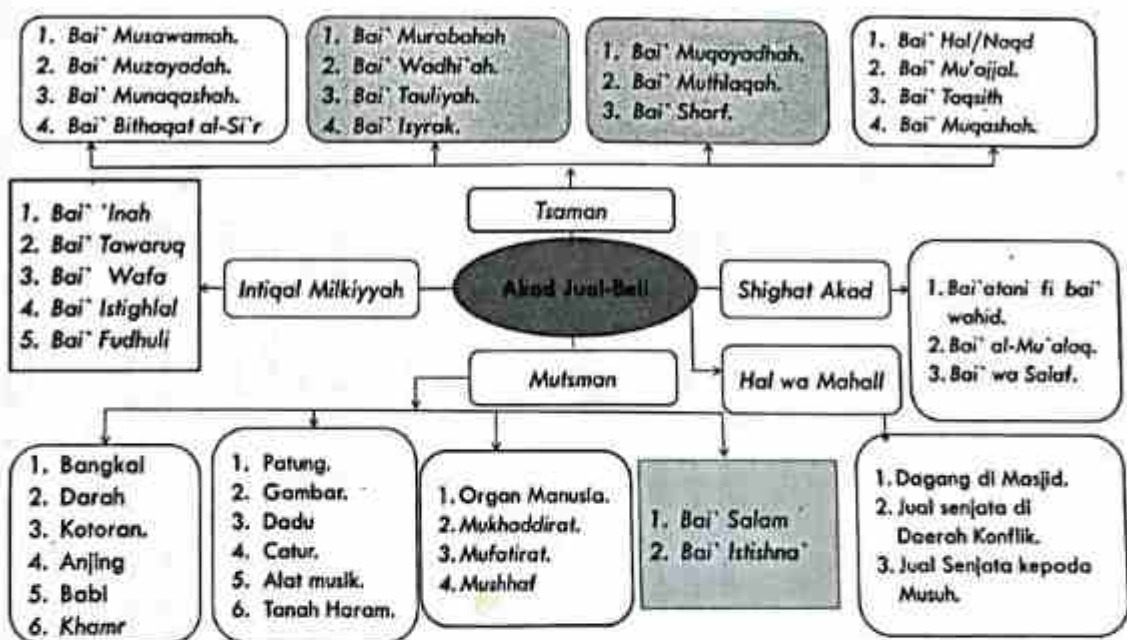 1. Bai` Musawamah.
2. Bai` Muzayadah.
3. Bai` Munaqashah.
4. Bai` Bithaqat al-Si`r
1. Bai` Murabahah
2. Bai` Wadhi`ah.
3. Bai` Tauliyah.
4. Bai` Isyrak.
1. Bai` Muqayadhah.
2. Bai` Muthlaqah.
3. Bai` Sharf.
1. Bai` Hal/Naqd
2. Bai` Mu'ajjal.
3. Bai` Taqsith
4. Bai` Muqashah.
Tsaman
1. Bai` `Inah
2. Bai` Tawaruq
3. Bai` Wafa
4. Bai` Istighlal
5. Bai` Fudhuli
Intiqal Milkiyyah
Akad Jual-Beli
Shighat Akad
1. Bai`atani fi bai`
wahid.
2. Bai` al-Mu`alaq.
3. Bai` wa Salaf.
Mutsman
Hal wa Mahall
1. Bangkai
2. Darah
3. Kotoran.
4. Anjing
5. Babi
6. Khamr
1. Patung.
2. Gambar.
3. Dadu
4. Catur.
5. Alat musik.
6. Tanah Haram.
1. Organ Manusia.
2. Mukhaddirat.
3. Mufatirat.
4. Mushhaf
1. Bai` Salam
2. Bai` Istishna`
1. Dagang di Masjid.
2. Jual senjata di
Daerah Konflik.
3. Jual Senjata kepada
Musuh.